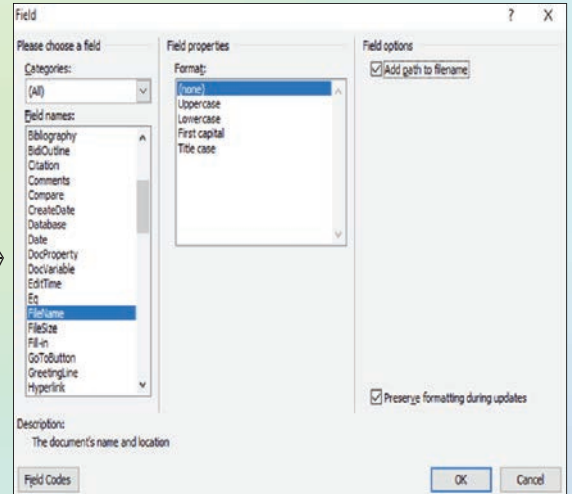 Field ? X
Please choose a field
Categories:
(All)
Field names:
Bibliography
BidiOutline
Citation
Comments
Compare
CreateDate
Database
Date
DocProperty
DocVariable
EditTime
Eq
FileName
FileSize
Fill-in
GoToButton
GreetingLine
Hyperlink
Field properties
Format:
(none)
Uppercase
Lowercase
First capital
Title case
Field options
Add path to filename
Preserve formatting during updates
Description:
The document's name and location
Field Codes
OK Cancel